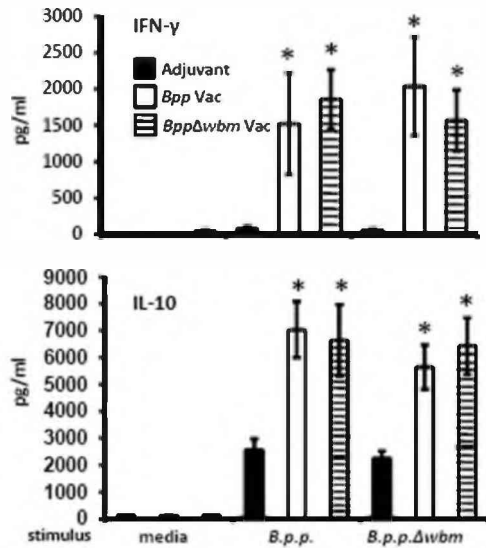 IFN-γ
3000
2500
2000
1500
1000
500
0
pg/ml
Adjuvant
Bpp Vac
BppΔwbm Vac
* * * *
IL-10
9000
8000
7000
6000
5000
4000
3000
2000
1000
0
pg/ml
* * * *
stimulus media B.p.p. B.p.p.Δwbm